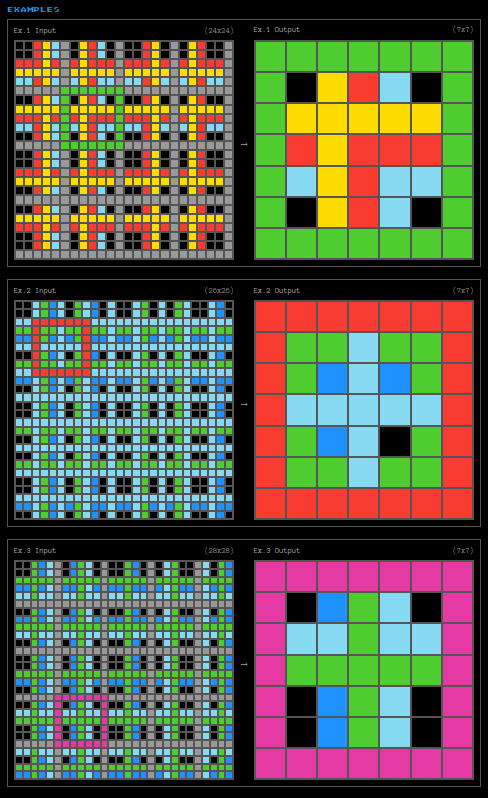 EXAMPLES
Ex.1 Input (24x24) Ex.1 Output (7x7)
→
Ex.2 Input (26x26) Ex.2 Output (7x7)
→
Ex.3 Input (28x28) Ex.3 Output (7x7)
→